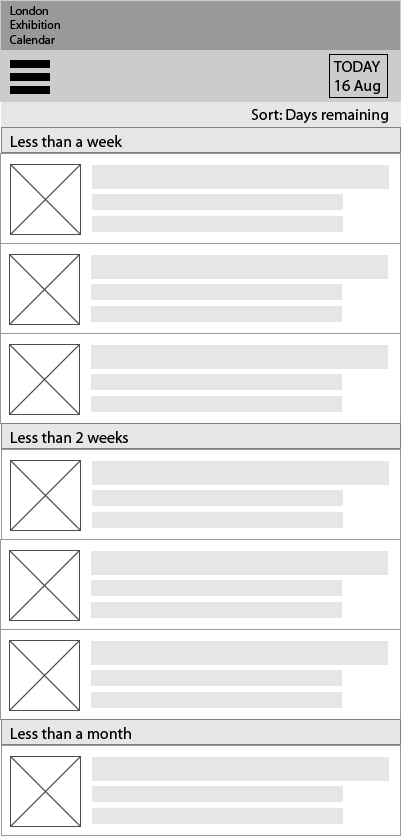 London
Exhibition
Calendar
TODAY
16 Aug
Sort: Days remaining
Less than a week
Less than 2 weeks
Less than a month